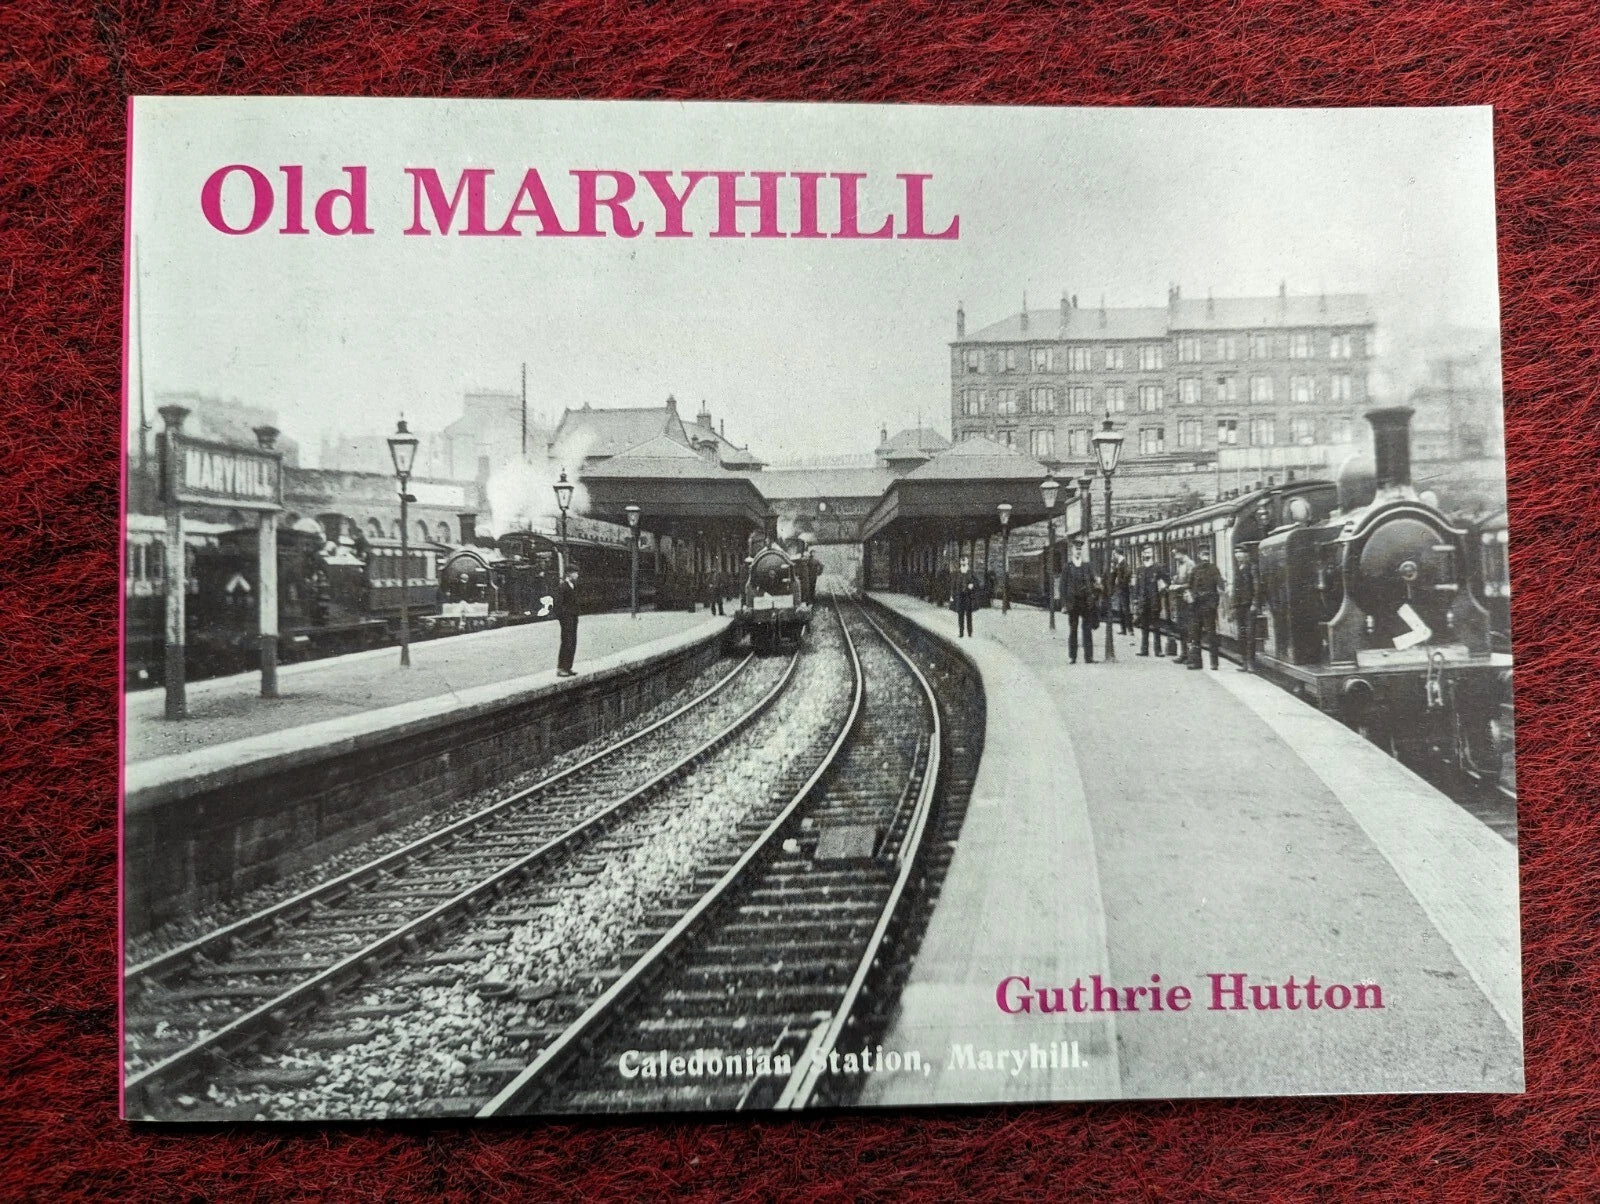 Old MARYHILL
MARYHILL
Guthrie Hutton
Caledonian Station, Maryhill.